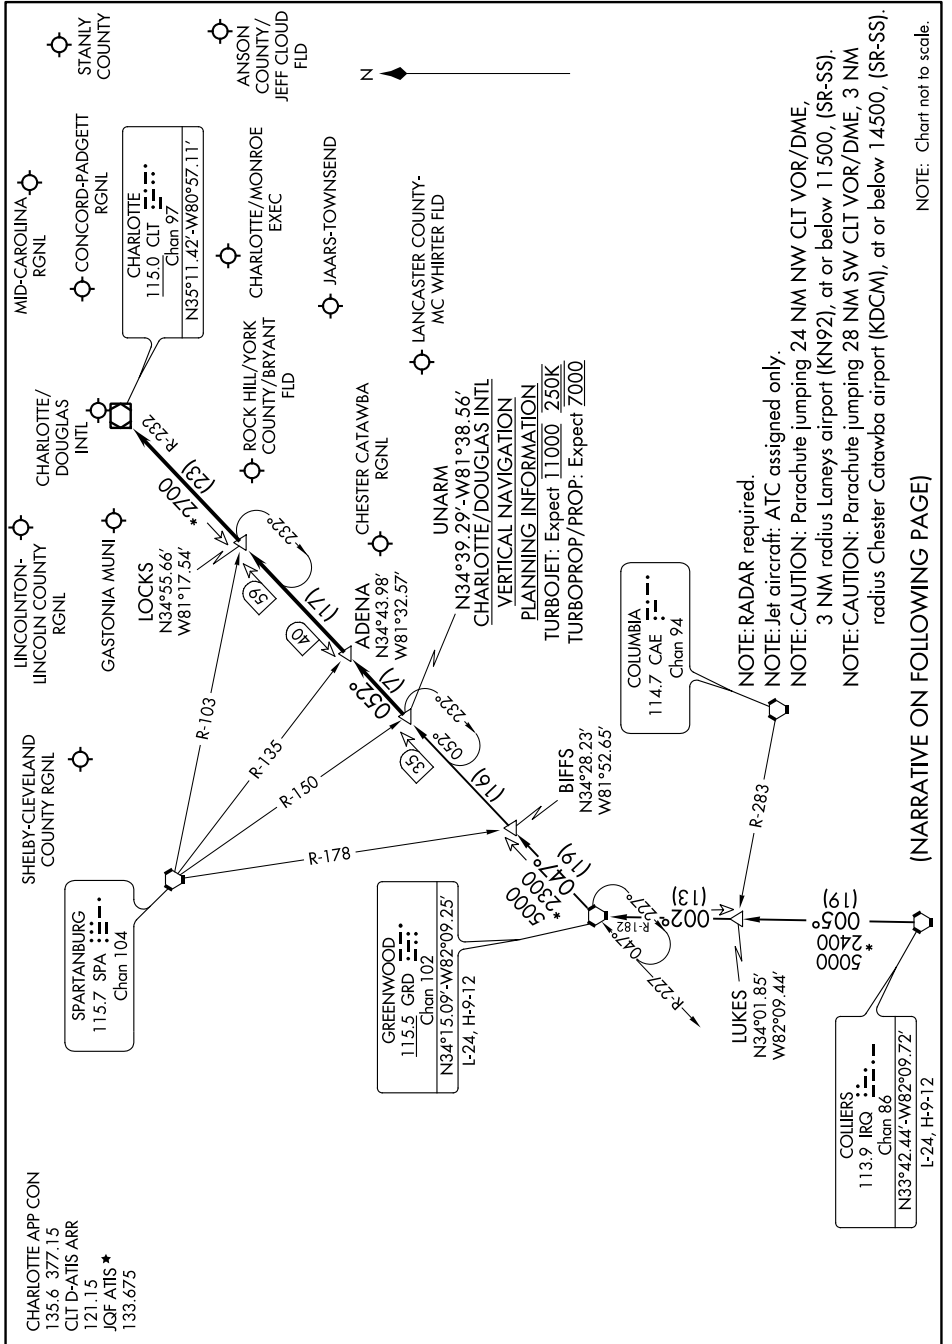 CHARLOTTE APP CON
135.6 377.15
CLT D-ATIS ARR
121.15
JQF ATIS ★
133.675
SHELBY-CLEVELAND
COUNTY RGNL
LINCOLNTON-
LINCOLN COUNTY
RGNL
GASTONIA MUNI
CHARLOTTE/
DOUGLAS
INTL
MID-CAROLINA
RGNL
CONCORD-PADGETT
RGNL
STANLY
COUNTY
ANSON
COUNTY/
JEFF CLOUD
FLD
N
CHARLOTTE
115.0 CLT
Chan 97
N35°11.42'-W80°57.11'
CHARLOTTE/MONROE
EXEC
JAARS-TOWNSEND
LANCASTER COUNTY-
MC WHIRTER FLD
ROCK HILL/YORK
COUNTY/BRYANT
FLD
CHESTER CATAWBA
RGNL
R-232
(23)
*2700
LOCKS
N34°55.66'
W81°17.54'
232°
59
(17)
40
ADENA
N34°43.98'
W81°32.57'
(7)
052°
UNARM
N34°39.29'-W81°38.56'
CHARLOTTE/DOUGLAS INTL
VERTICAL NAVIGATION
PLANNING INFORMATION
TURBOJET: Expect 11000 250K
TURBOPROP/PROP: Expect 7000
052°
232°
35
(16)
SPARTANBURG
115.7 SPA
Chan 104
R-103
R-135
R-150
R-178
BIFFS
N34°28.23'
W81°52.65'
5000
*2300
047°
(19)
GREENWOOD
115.5 GRD
Chan 102
N34°15.09'-W82°09.25'
L-24, H-9-12
R-182
227°
047°
R-227
002°
(13)
COLUMBIA
114.7 CAE
Chan 94
R-283
LUKES
N34°01.85'
W82°09.44'
5000
*2400
005°
(19)
COLLIERS
113.9 IRQ
Chan 86
N33°42.44'-W82°09.72'
L-24, H-9-12
NOTE: RADAR required.
NOTE: Jet aircraft: ATC assigned only.
NOTE: CAUTION: Parachute jumping 24 NM NW CLT VOR/DME,
3 NM radius Laneys airport (KN92), at or below 11500, (SR-SS).
NOTE: CAUTION: Parachute jumping 28 NM SW CLT VOR/DME, 3 NM
radius Chester Catawba airport (KDCM), at or below 14500, (SR-SS).
(NARRATIVE ON FOLLOWING PAGE)
NOTE: Chart not to scale.